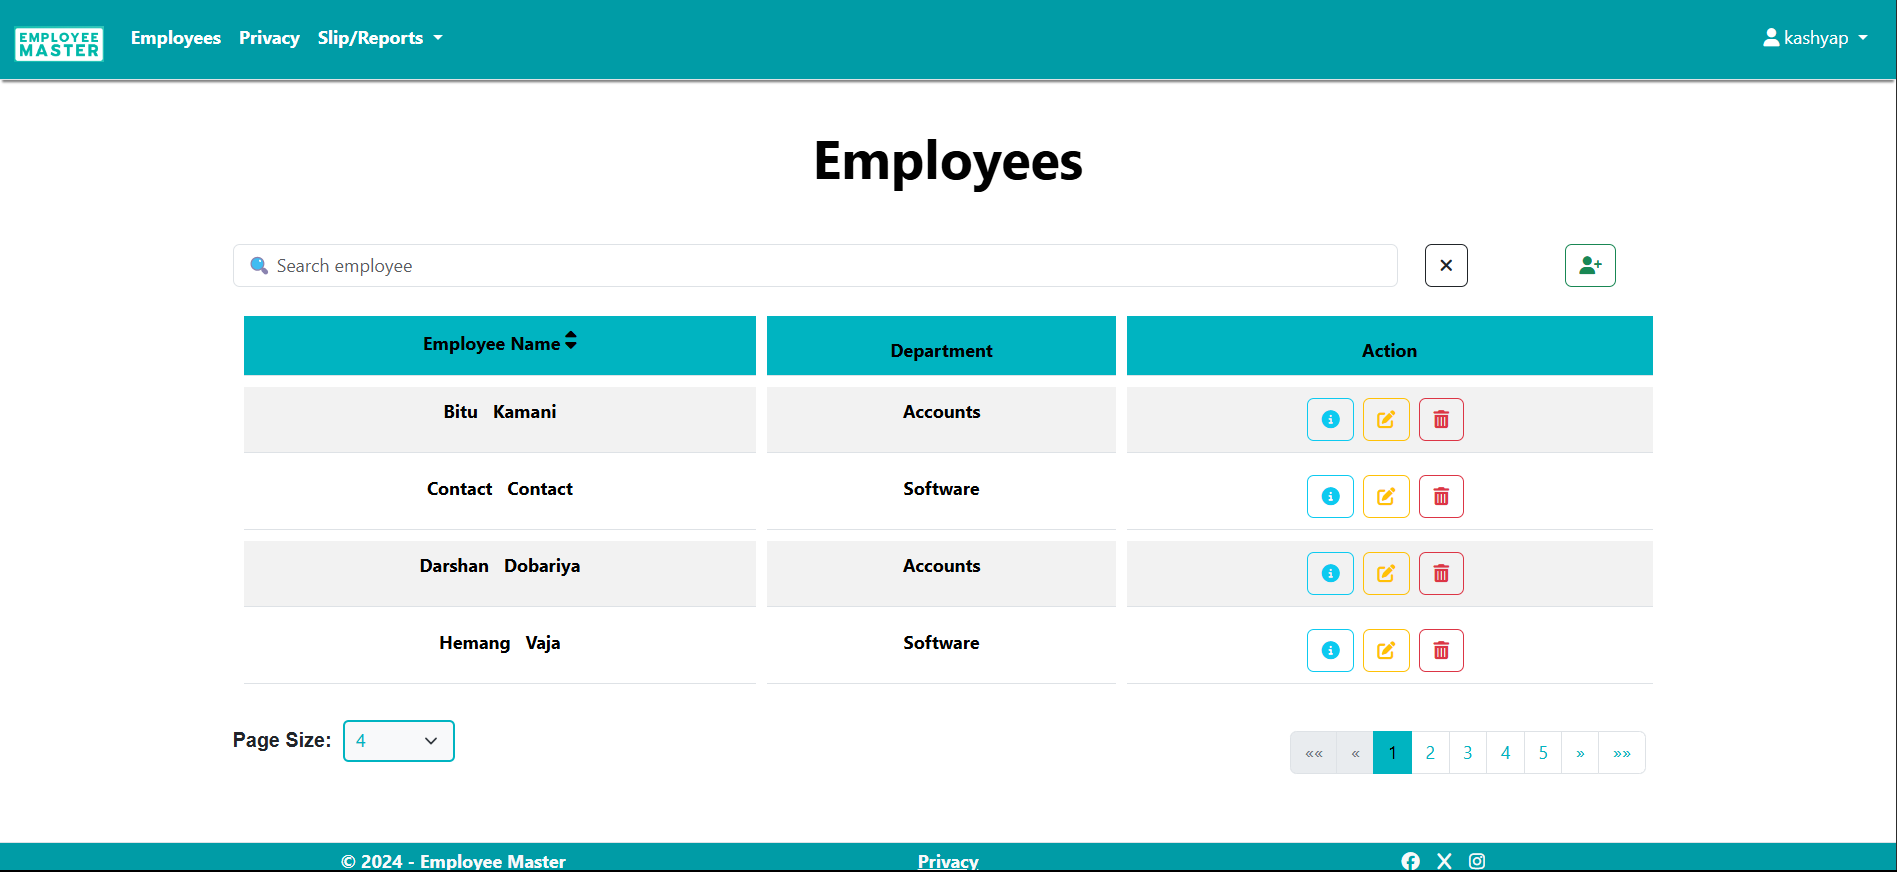 EMPLOYEE
MASTER
Employees Privacy Slip/Reports
kashyap
Employees
Search employee
Employee Name Department Action
Bitu Kamani Accounts
Contact Contact Software
Darshan Dobariya Accounts
Hemang Vaja Software
Page Size: 4
«« « 1 2 3 4 5 » »»
© 2024 - Employee Master Privacy